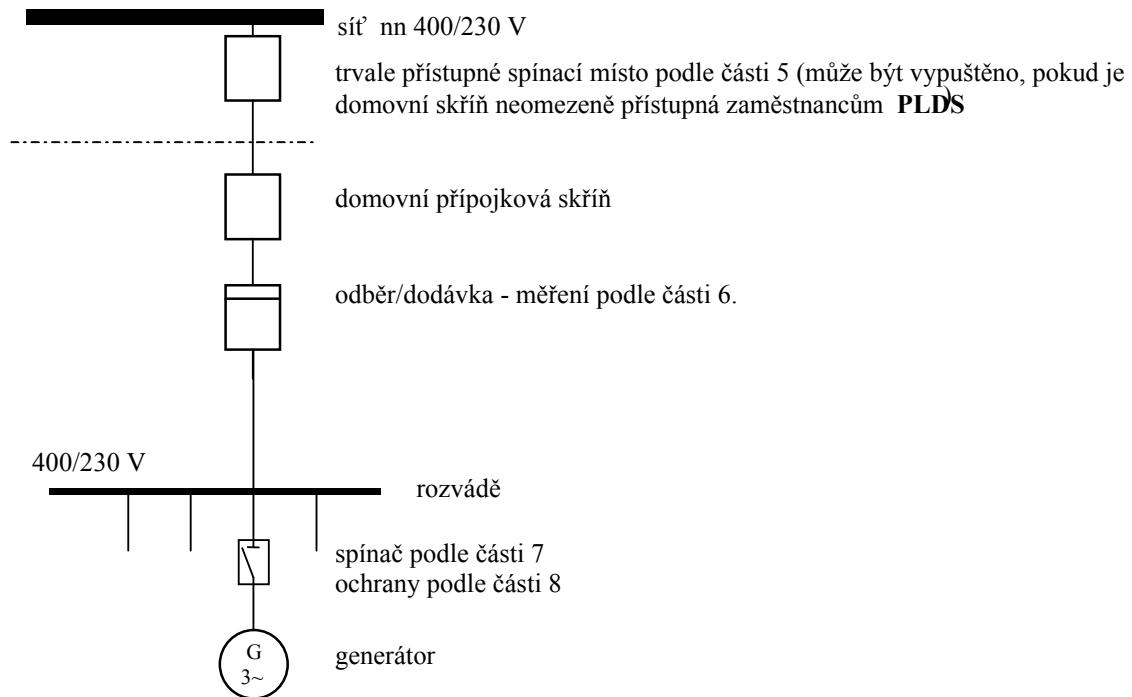 síť nn 400/230 V
trvale přístupné spínací místo podle části 5 (může být vypuštěno, pokud je
domovní skříň neomezeně přístupná zaměstnancům PLDS)
domovní přípojková skříň
odběr/dodávka - měření podle části 6.
400/230 V
rozvádě
spínač podle části 7
ochrany podle části 8
G
3~
generátor